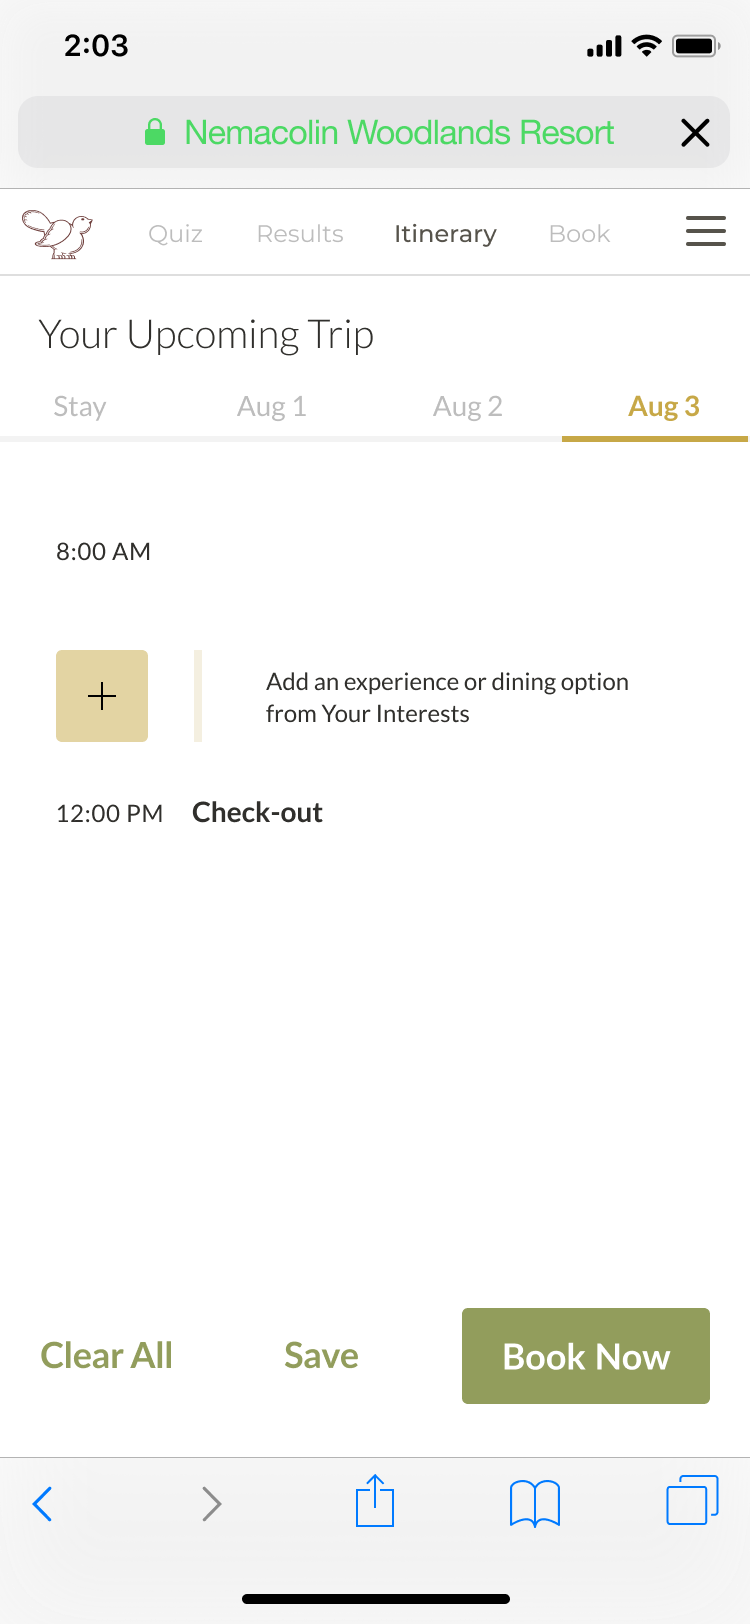 2:03
Nemacolin Woodlands Resort
Quiz Results Itinerary Book
Your Upcoming Trip
Stay Aug 1 Aug 2 Aug 3
8:00 AM
Add an experience or dining option
from Your Interests
12:00 PM Check-out
Clear All Save Book Now